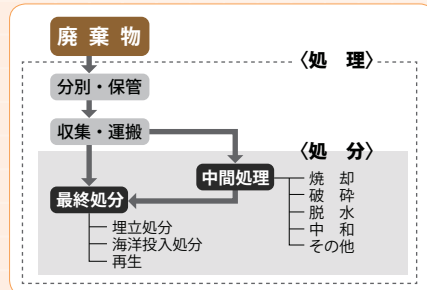 廃棄物
〈処　理〉
分別・保管
収集・運搬
〈処　分〉
中間処理
焼　却
破　砕
脱　水
中　和
その他
最終処分
埋立処分
海洋投入処分
再生